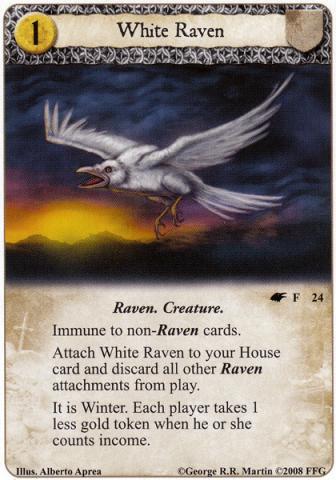 1
White Raven
F 24
Raven. Creature.
Immune to non-Raven cards.
Attach White Raven to your House
card and discard all other Raven
attachments from play.
It is Winter. Each player takes 1
less gold token when he or she
counts income.
Illus. Alberto Aprea ©George R.R. Martin ©2008 FFG